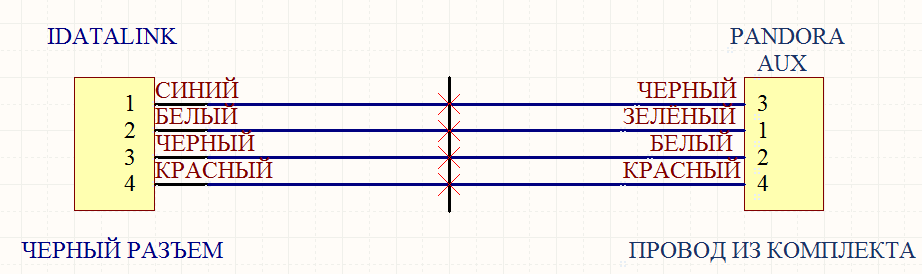 IDATALINK
PANDORA
AUX
СИНИЙ ЧЕРНЫЙ
1 3
БЕЛЫЙ ЗЕЛЁНЫЙ
2 1
ЧЕРНЫЙ БЕЛЫЙ
3 2
КРАСНЫЙ КРАСНЫЙ
4 4
ЧЕРНЫЙ РАЗЪЕМ
ПРОВОД ИЗ КОМПЛЕКТА